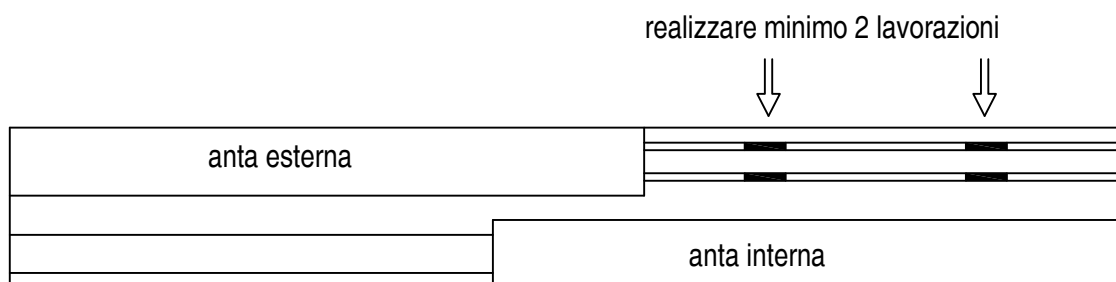 realizzare minimo 2 lavorazioni
anta esterna
anta interna